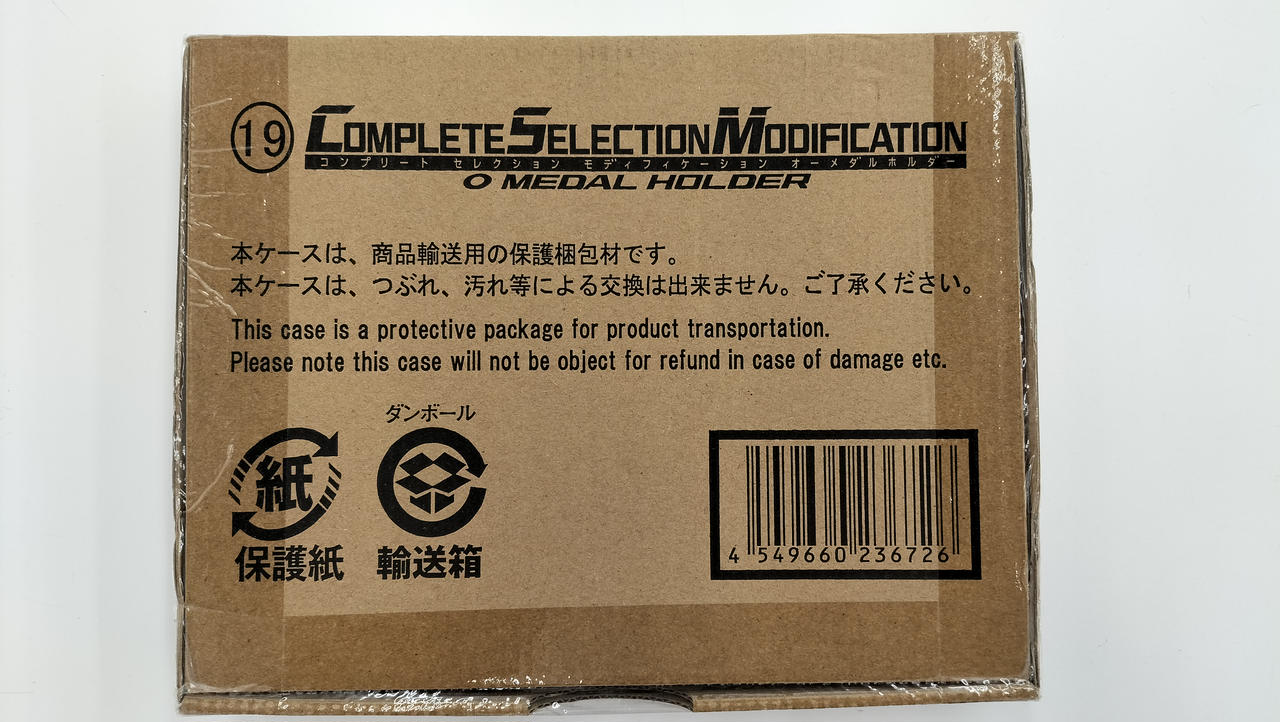 19 COMPLETE SELECTION MODIFICATION
コンプリート セレクション モディフィケーション オーメダルホルダー
O MEDAL HOLDER
本ケースは、商品輸送用の保護梱包材です。
本ケースは、つぶれ、汚れ等による交換は出来ません。ご了承ください。
This case is a protective package for product transportation.
Please note this case will not be object for refund in case of damage etc.
ダンボール
紙
保護紙
輸送箱
4 549660 236726